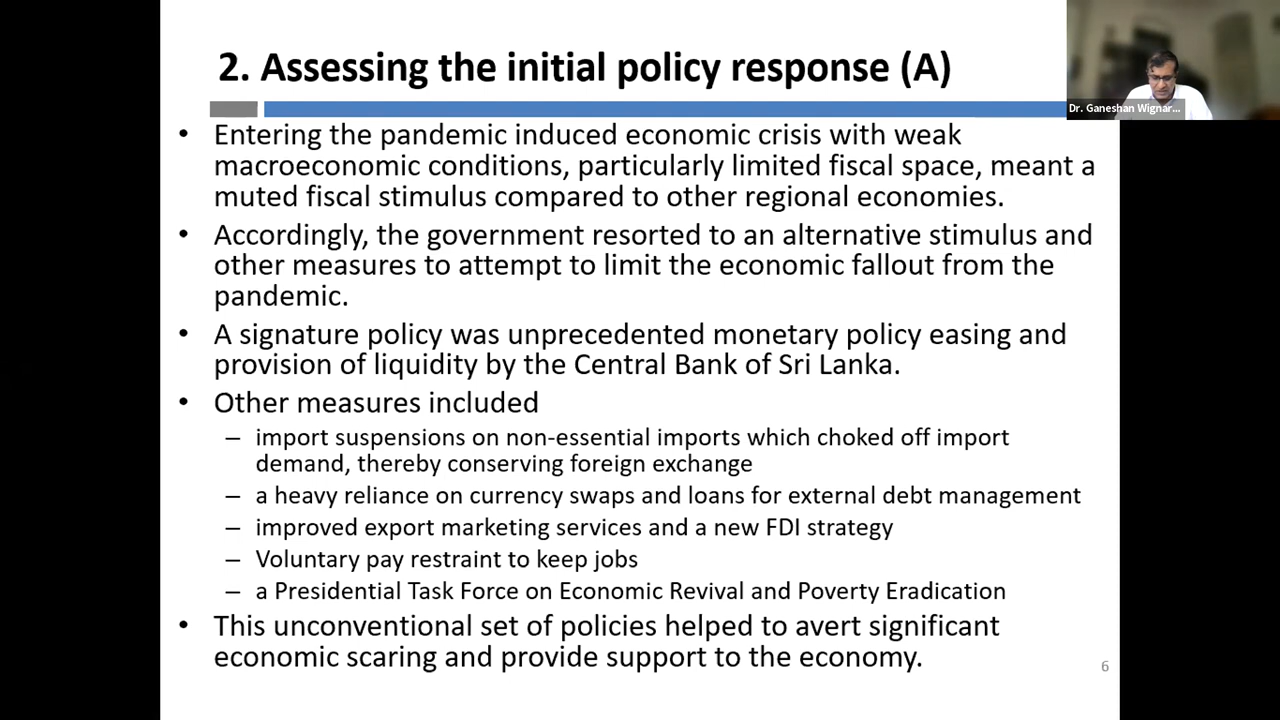 2. Assessing the initial policy response (A)
Dr. Ganeshan Wignar...
• Entering the pandemic induced economic crisis with weak
macroeconomic conditions, particularly limited fiscal space, meant a
muted fiscal stimulus compared to other regional economies.
• Accordingly, the government resorted to an alternative stimulus and
other measures to attempt to limit the economic fallout from the
pandemic.
• A signature policy was unprecedented monetary policy easing and
provision of liquidity by the Central Bank of Sri Lanka.
• Other measures included
– import suspensions on non-essential imports which choked off import
demand, thereby conserving foreign exchange
– a heavy reliance on currency swaps and loans for external debt management
– improved export marketing services and a new FDI strategy
– Voluntary pay restraint to keep jobs
– a Presidential Task Force on Economic Revival and Poverty Eradication
• This unconventional set of policies helped to avert significant
economic scaring and provide support to the economy.
6